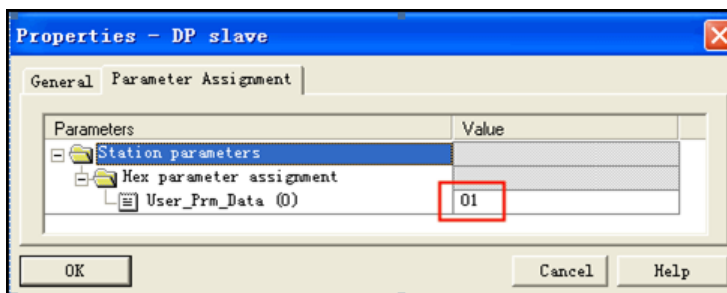 Properties - DP slave
General Parameter Assignment
Parameters Value
Station parameters
Hex parameter assignment
User_Prm_Data (0) 01
OK Cancel Help